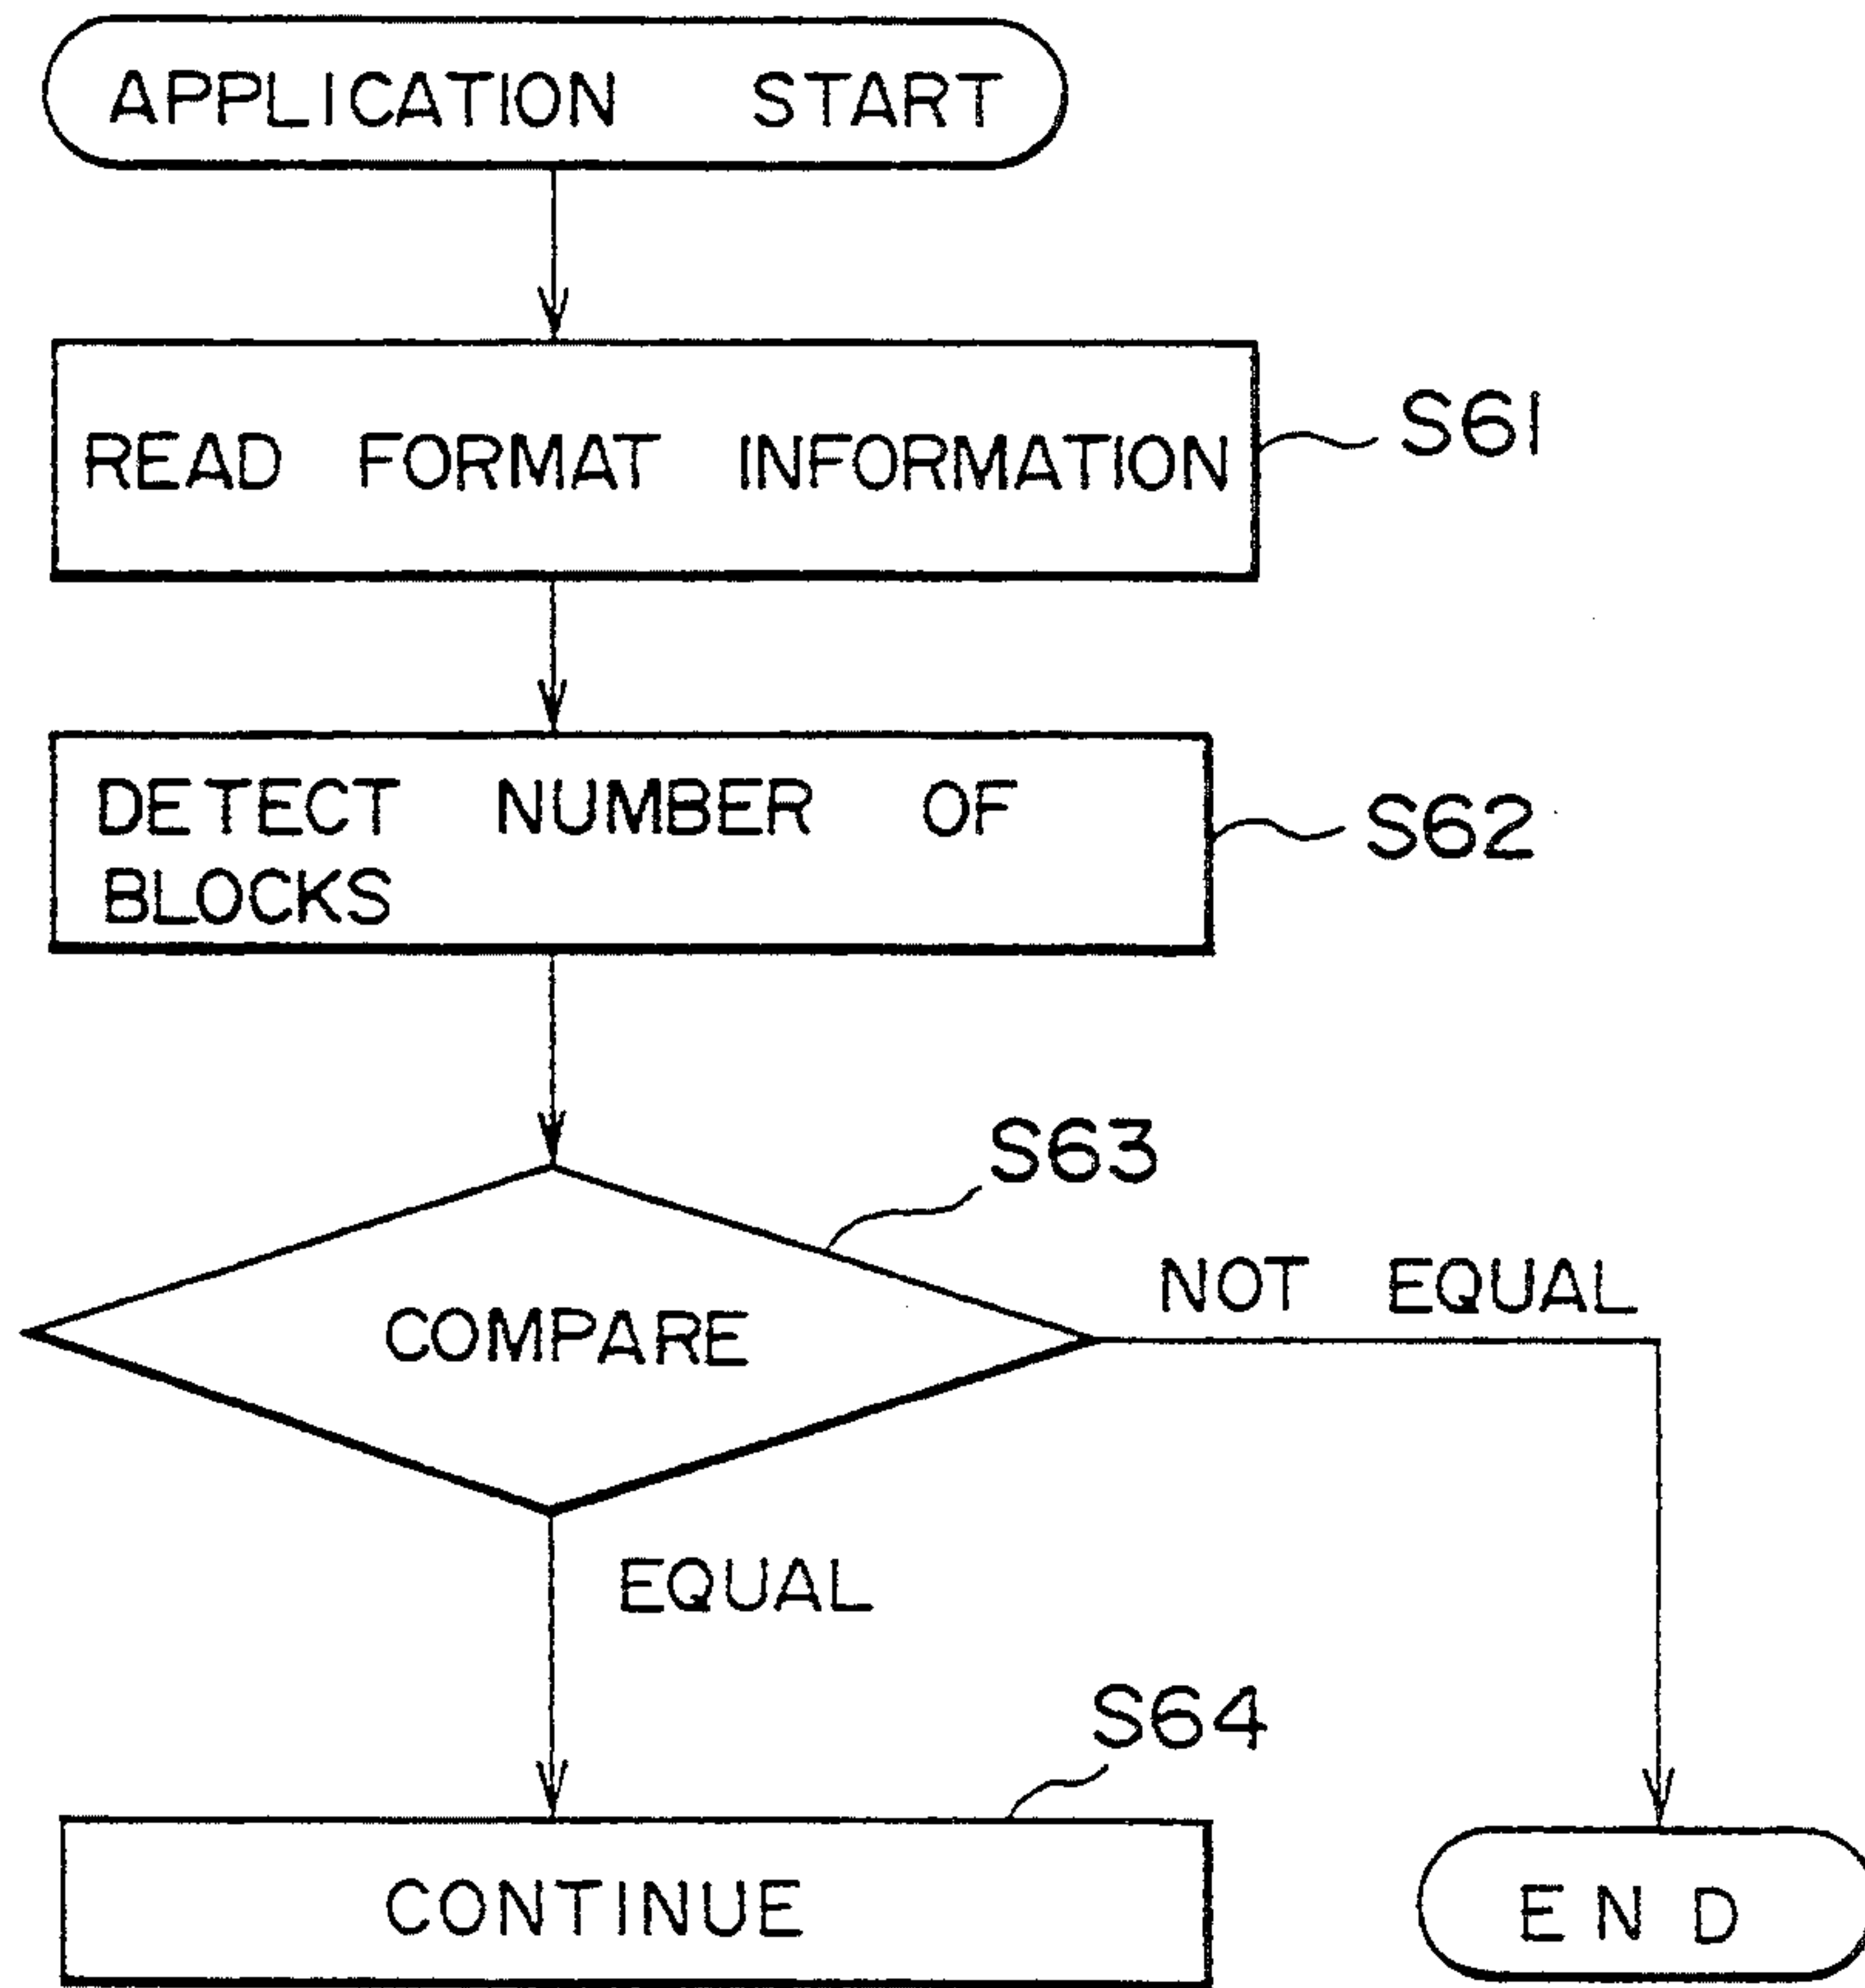 APPLICATION START
READ FORMAT INFORMATION
S61
DETECT NUMBER OF
BLOCKS
S62
S63
NOT EQUAL
COMPARE
EQUAL
S64
CONTINUE
END